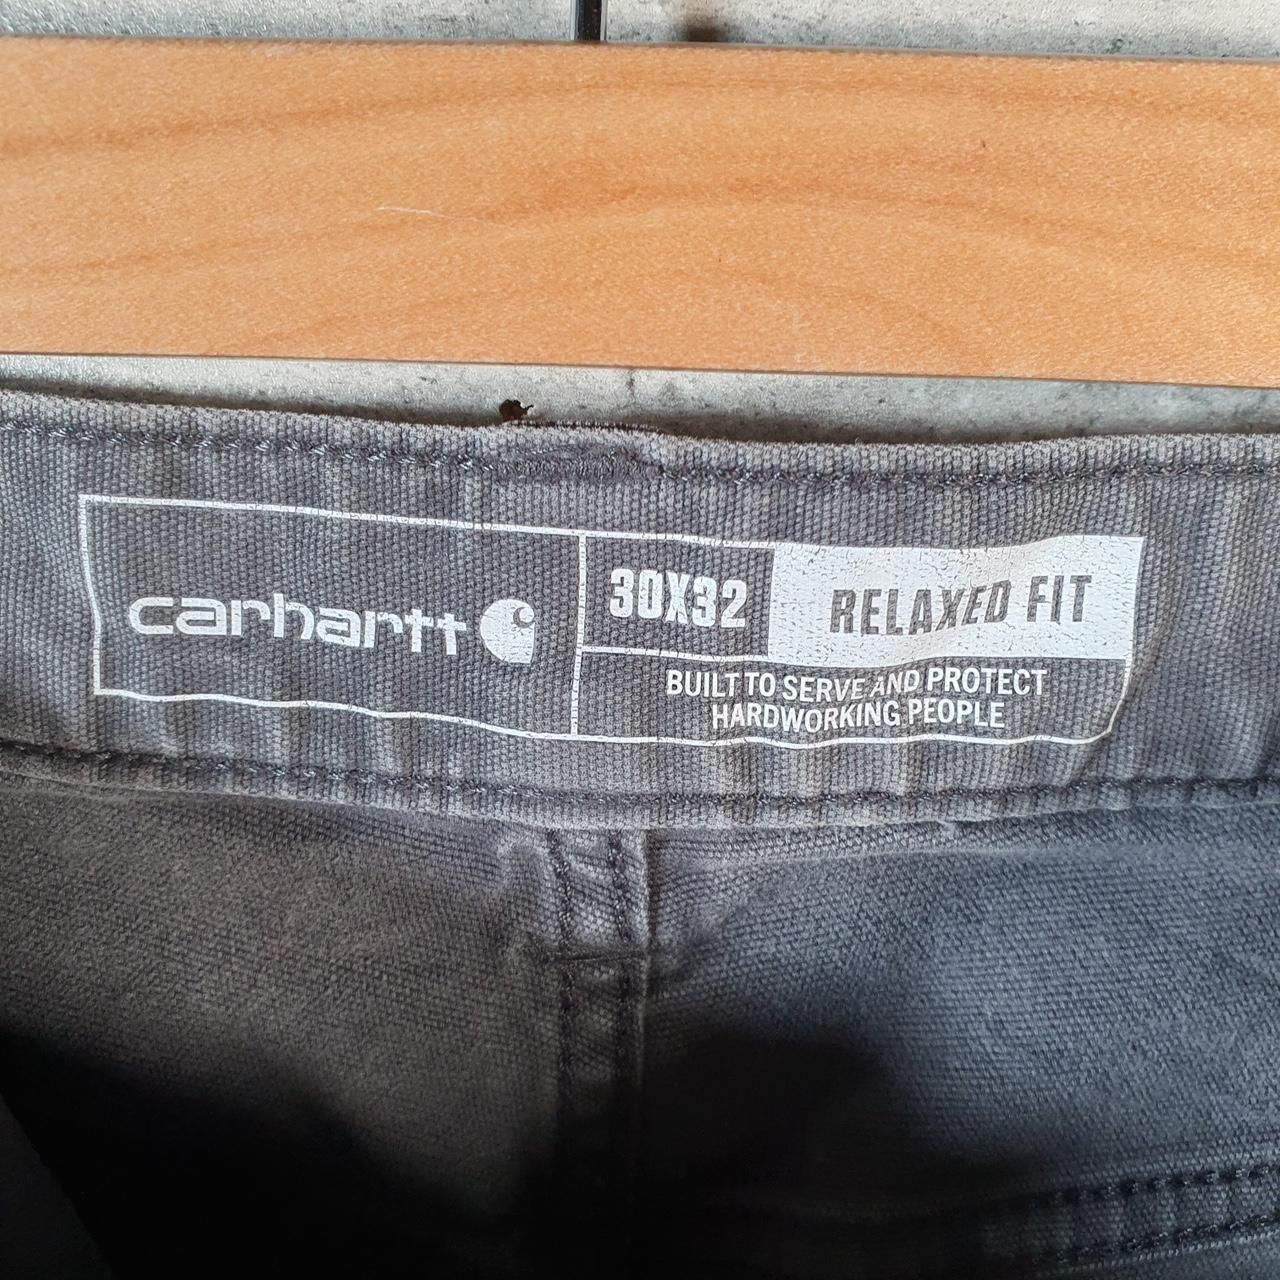 carhartt
30X32
RELAXED FIT
BUILT TO SERVE AND PROTECT
HARDWORKING PEOPLE